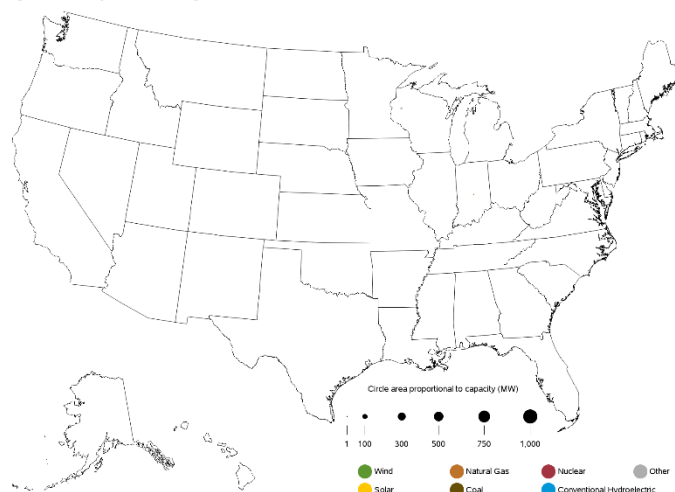 Circle area proportional to capacity (MW)
1 100 300 500 750 1,000
Wind Natural Gas Nuclear Other
Solar Coal Conventional Hydroelectric